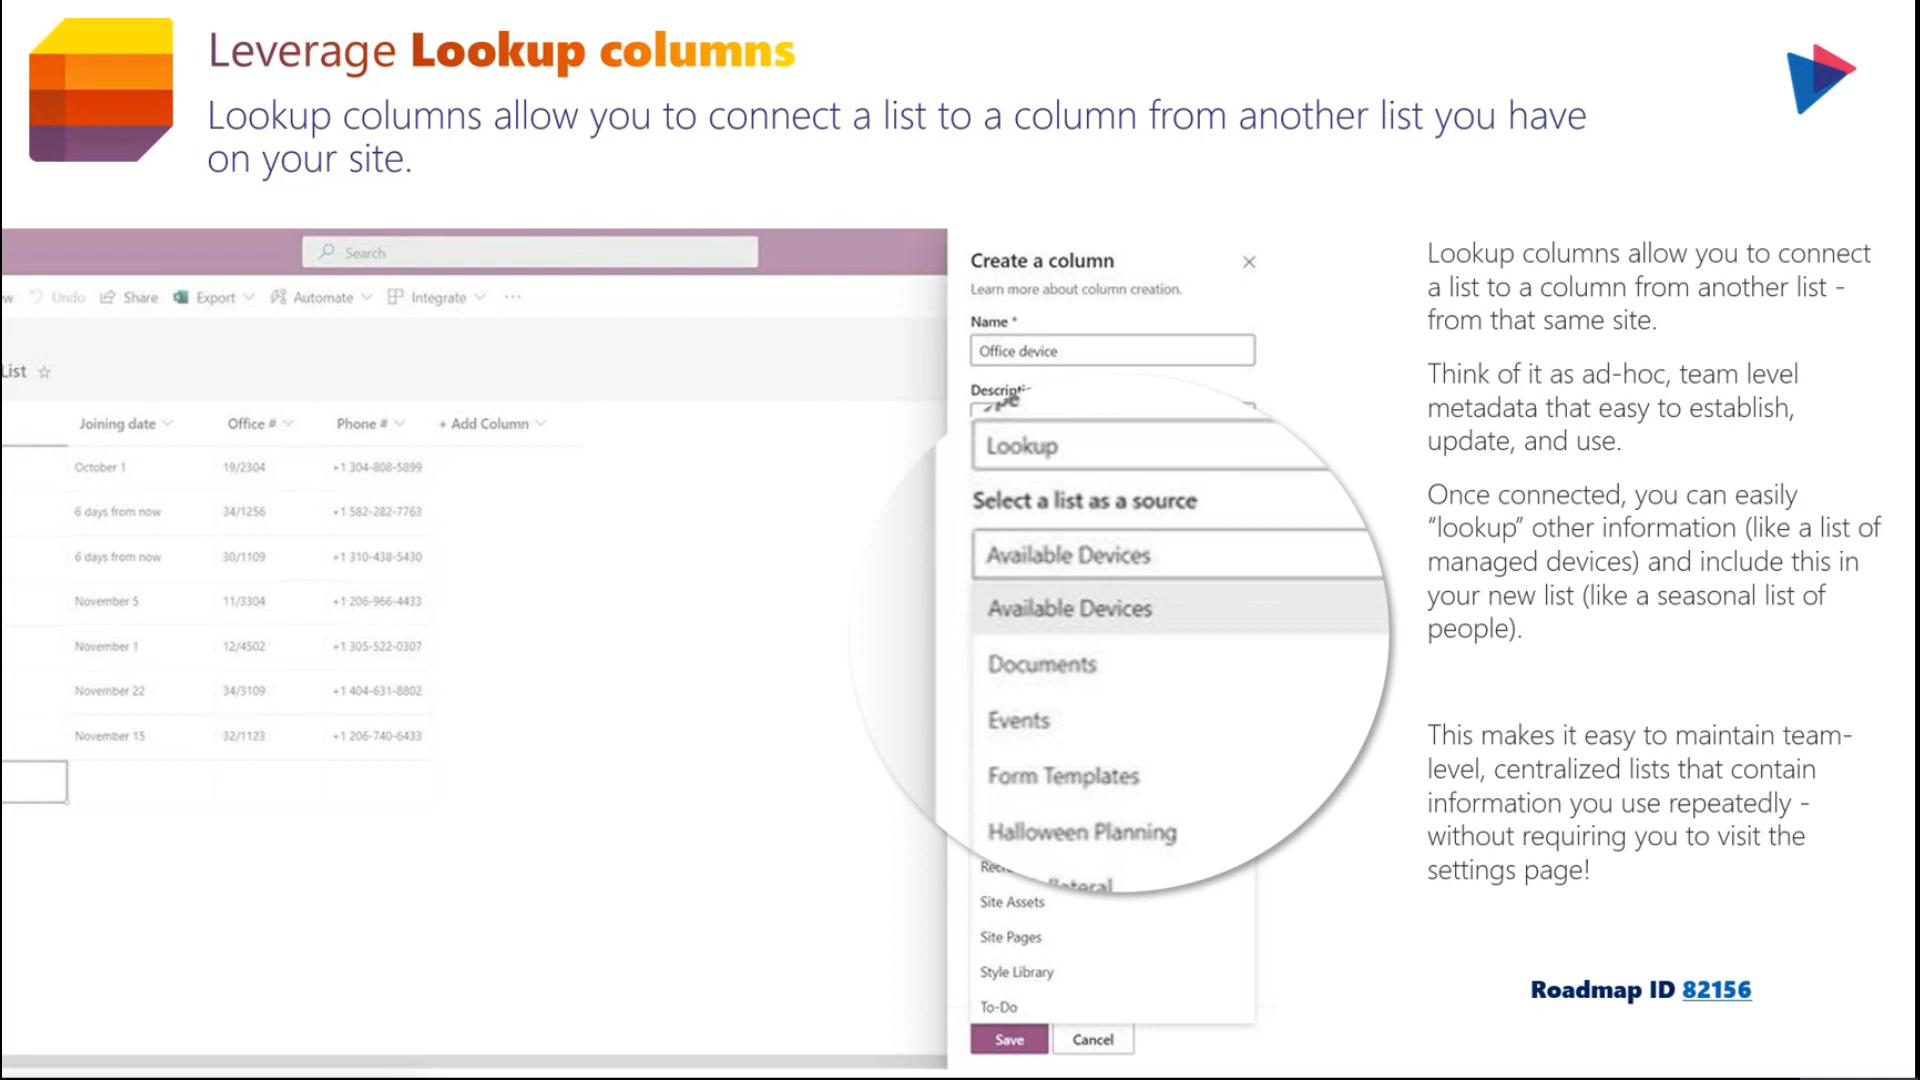 Leverage Lookup columns
Lookup columns allow you to connect a list to a column from another list you have
on your site.
Search
Undo Share Export Automate Integrate ...
List
Joining date Office # Phone # + Add Column
October 1 19/2304 +1 304-808-5899
6 days from now 34/1256 +1 582-282-7763
6 days from now 30/1109 +1 310-438-5430
November 5 11/3304 +1 206-966-4433
November 1 12/4502 +1 305-522-0307
November 22 34/3109 +1 404-631-8802
November 15 32/1123 +1 206-740-6433
Create a column
Learn more about column creation.
Name *
Office device
Lookup
Select a list as a source
Available Devices
Available Devices
Documents
Events
Form Templates
Halloween Planning
Site Assets
Site Pages
Style Library
To-Do
Save Cancel
Lookup columns allow you to connect
a list to a column from another list -
from that same site.
Think of it as ad-hoc, team level
metadata that easy to establish,
update, and use.
Once connected, you can easily
“lookup” other information (like a list of
managed devices) and include this in
your new list (like a seasonal list of
people).
This makes it easy to maintain team-
level, centralized lists that contain
information you use repeatedly -
without requiring you to visit the
settings page!
Roadmap ID 82156